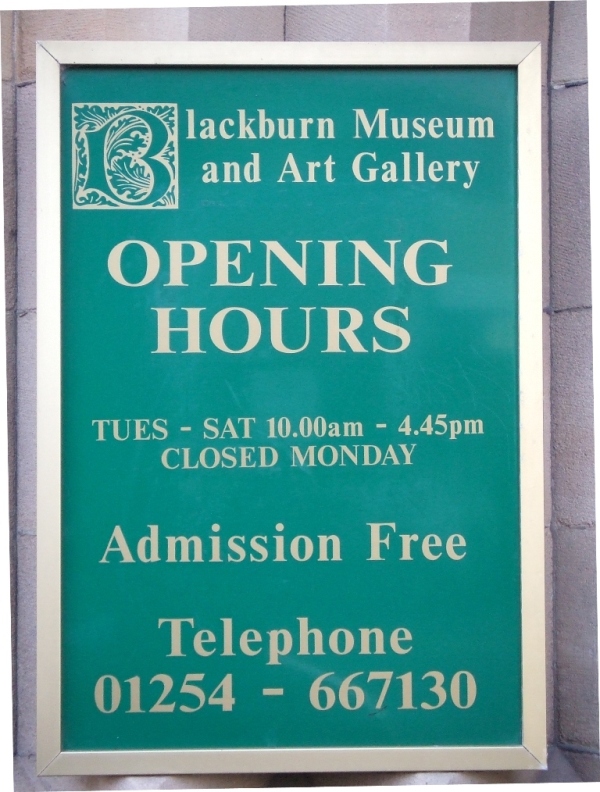 Blackburn Museum
and Art Gallery
OPENING
HOURS
TUES - SAT 10.00am - 4.45pm
CLOSED MONDAY
Admission Free
Telephone
01254 - 667130